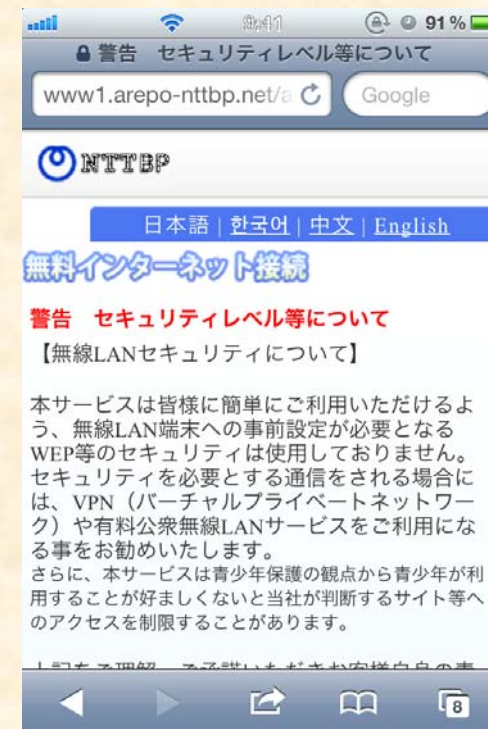 9:41
91%
警告　セキュリティレベル等について
www1.arepo-nttbp.net/a
Google
NTTBP
日本語 | 한국어 | 中文 | English
無料インターネット接続
警告　セキュリティレベル等について
【無線LANセキュリティについて】
本サービスは皆様に簡単にご利用いただけるよ
う、無線LAN端末への事前設定が必要となる
WEP等のセキュリティは使用しておりません。
セキュリティを必要とする通信をされる場合に
は、VPN（バーチャルプライベートネットワー
ク）や有料公衆無線LANサービスをご利用にな
る事をお勧めいたします。
さらに、本サービスは青少年保護の観点から青少年が利
用することが好ましくないと当社が判断するサイト等へ
のアクセスを制限することがあります。
8